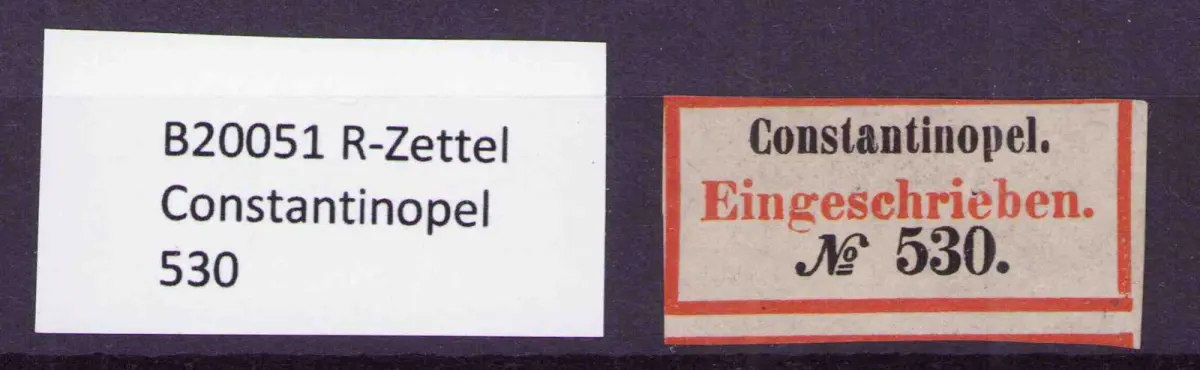 B20051 R-Zettel
Constantinopel
530
Constantinopel.
Eingeschrieben.
№ 530.